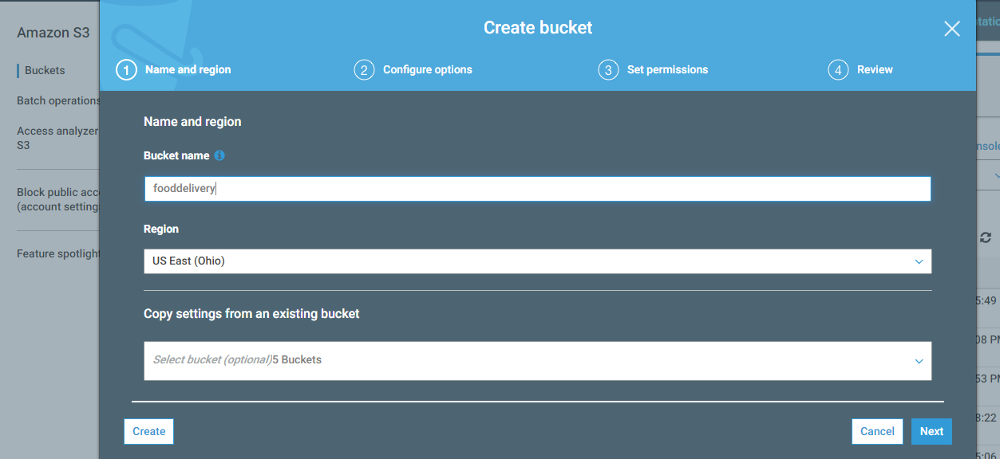 Amazon S3
Buckets
Batch operations
Access analyzer
S3
Block public acc
(account settings
Feature spotlight
Create bucket
1 Name and region
2 Configure options
3 Set permissions
4 Review
Name and region
Bucket name
fooddelivery
Region
US East (Ohio)
Copy settings from an existing bucket
Select bucket (optional)5 Buckets
Create
Cancel
Next
5:49
08 PM
53 PM
8:22
5:06